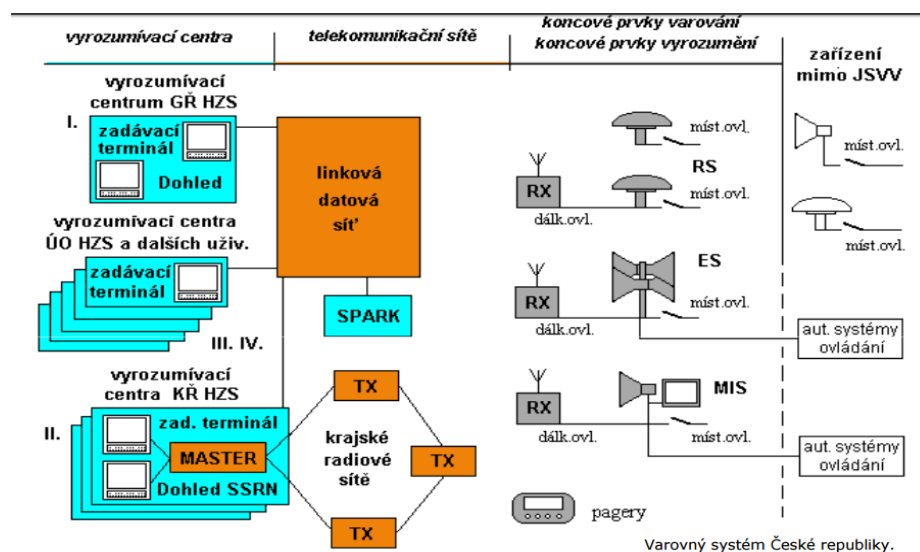 vyrozumívací centra
telekomunikační sítě
koncové prvky varování
koncové prvky vyrozumění
zařízení
mimo JSVV
vyrozumívací
centrum GŘ HZS
I.
zadávací
terminál
Dohled
vyrozumívací centra
ÚO HZS a dalších uživ.
zadávací
terminál
III. IV.
vyrozumívací
centra KŘ HZS
II.
zad. terminál
MASTER
Dohled SSRN
linková
datová
síť
SPARK
TX
krajské
radiové
sítě
TX
TX
míst.ovl.
RS
RX
míst.ovl.
dálk.ovl.
ES
RX
míst.ovl.
dálk.ovl.
MIS
RX
míst.ovl.
dálk.ovl.
pagery
míst.ovl.
míst.ovl.
aut. systémy
ovládání
aut. systémy
ovládání
Varovný systém České republiky.